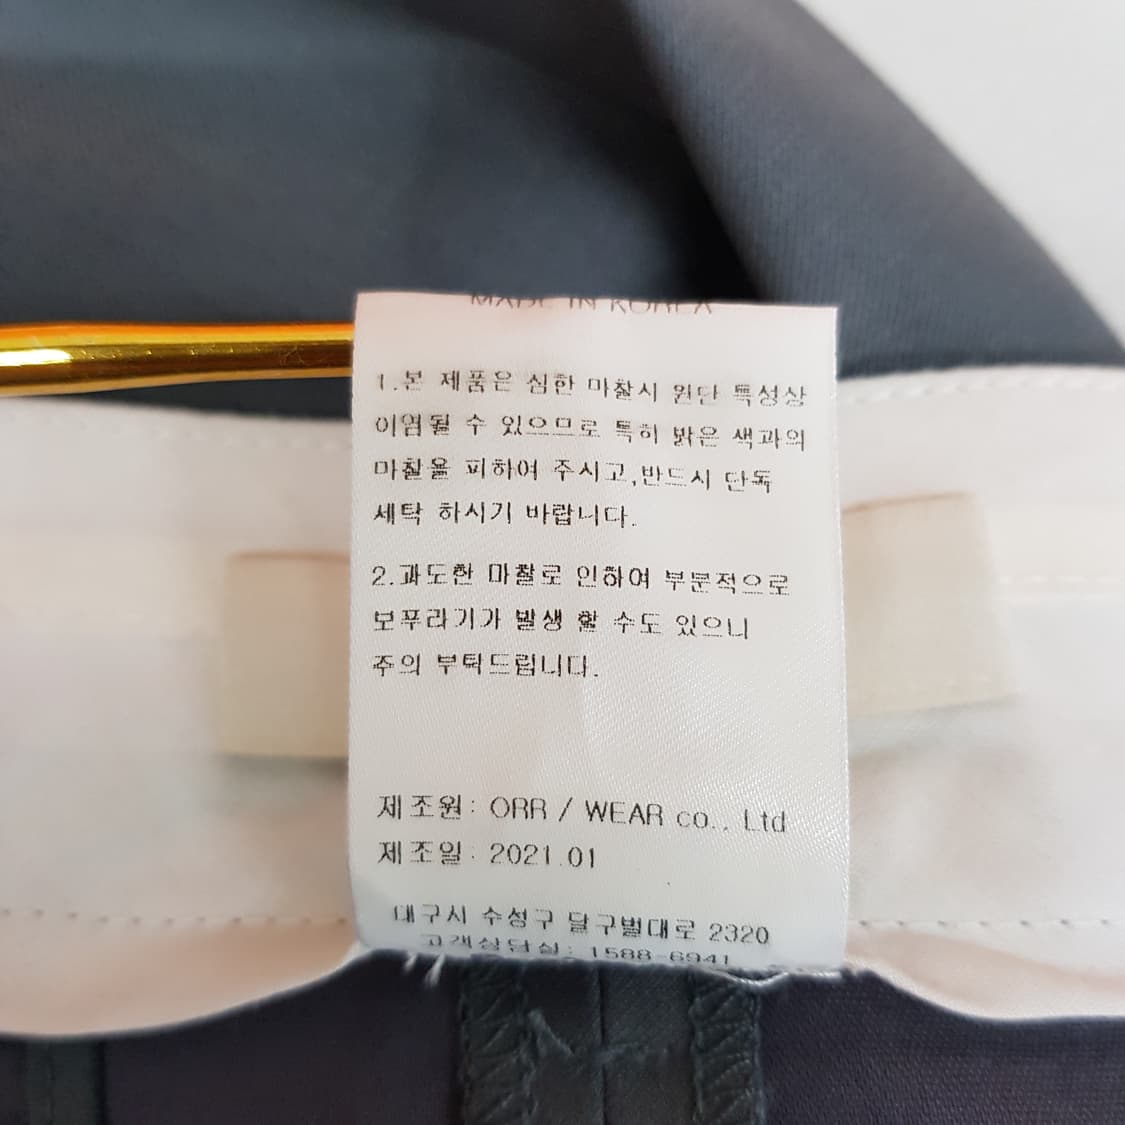 MADE IN KOREA
1.본 제품은 심한 마찰시 원단 특성상
이염될 수 있으므로 특히 밝은 색과의
마찰을 피하여 주시고,반드시 단독
세탁 하시기 바랍니다.
2.과도한 마찰로 인하여 부분적으로
보푸라기가 발생 할 수도 있으니
주의 부탁드립니다.
제조원: ORR / WEAR co., Ltd
제조일: 2021.01
대구시 수성구 달구벌대로 2320
고객상담실: 1588-6941